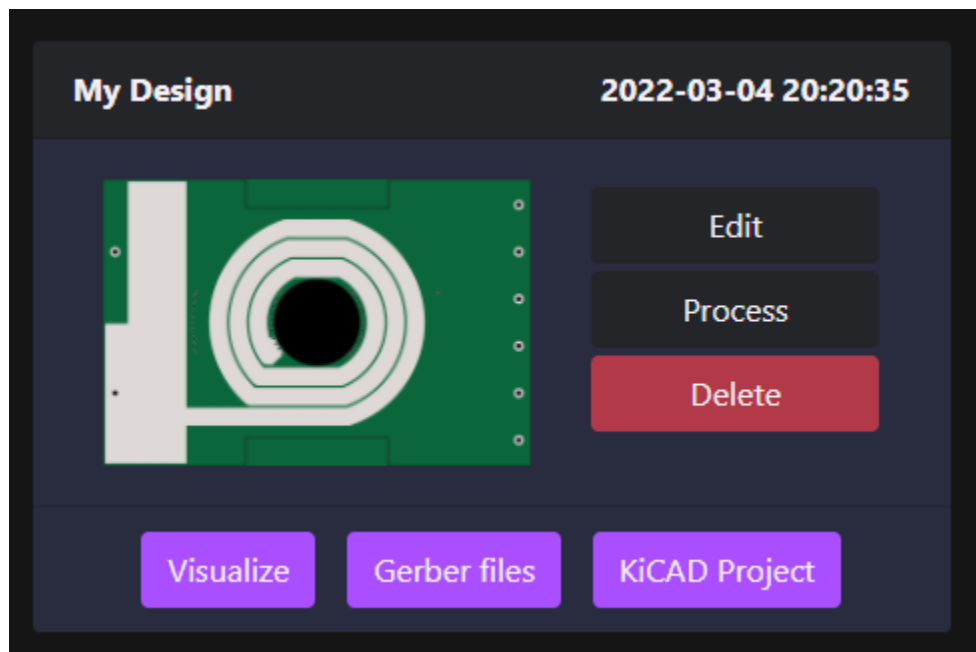 My Design 2022-03-04 20:20:35
Edit
Process
Delete
Visualize Gerber files KiCAD Project